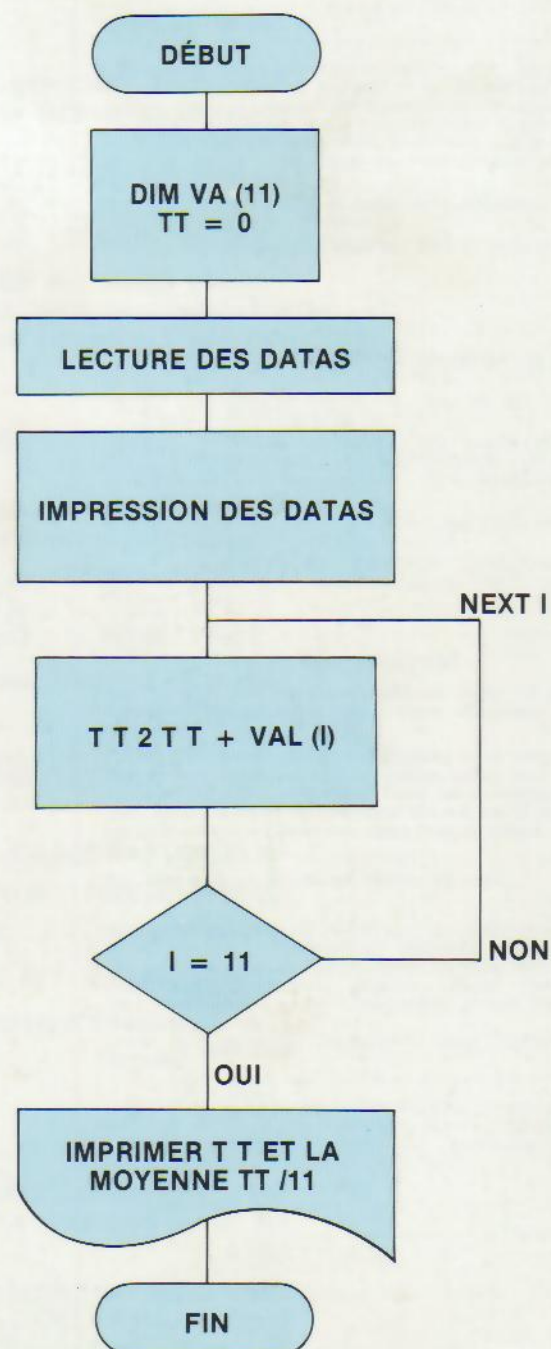 DÉBUT
DIM VA (11)
TT = 0
LECTURE DES DATAS
IMPRESSION DES DATAS
NEXT I
T T 2 T T + VAL (I)
I = 11
NON
OUI
IMPRIMER T T ET LA
MOYENNE TT /11
FIN